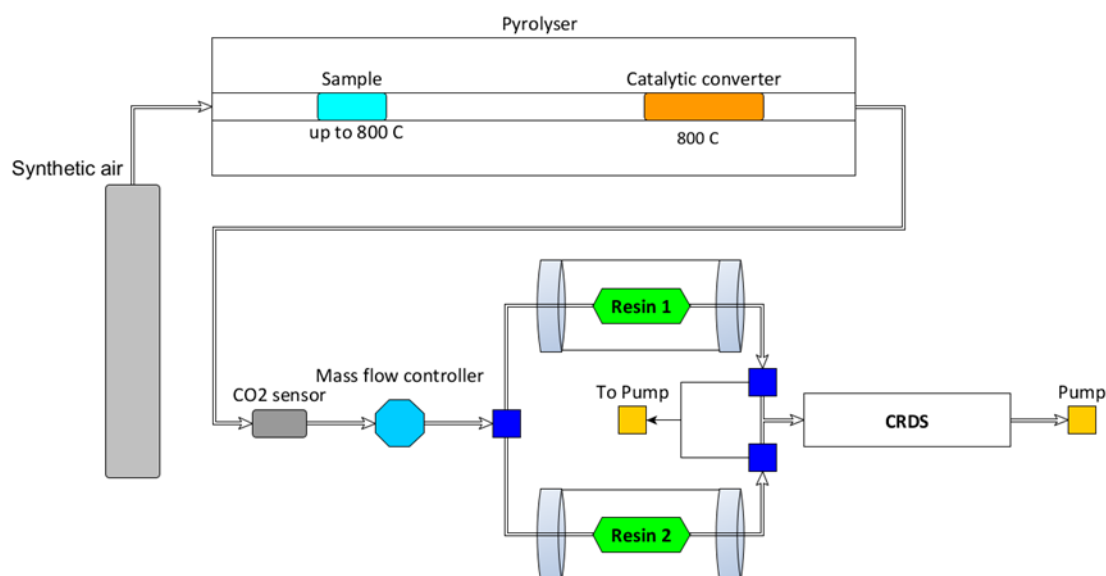 Pyrolyser
Sample
Catalytic converter
up to 800 C
800 C
Synthetic air
Resin 1
Mass flow controller
CO2 sensor
To Pump
Pump
CRDS
Resin 2